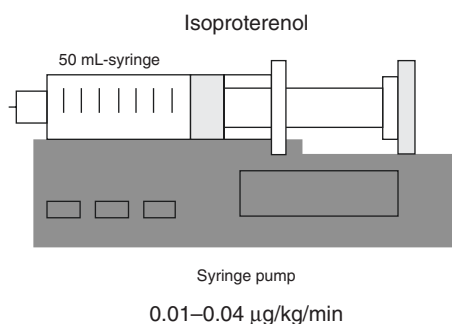 Isoproterenol
50 mL-syringe
Syringe pump
0.01–0.04 μg/kg/min